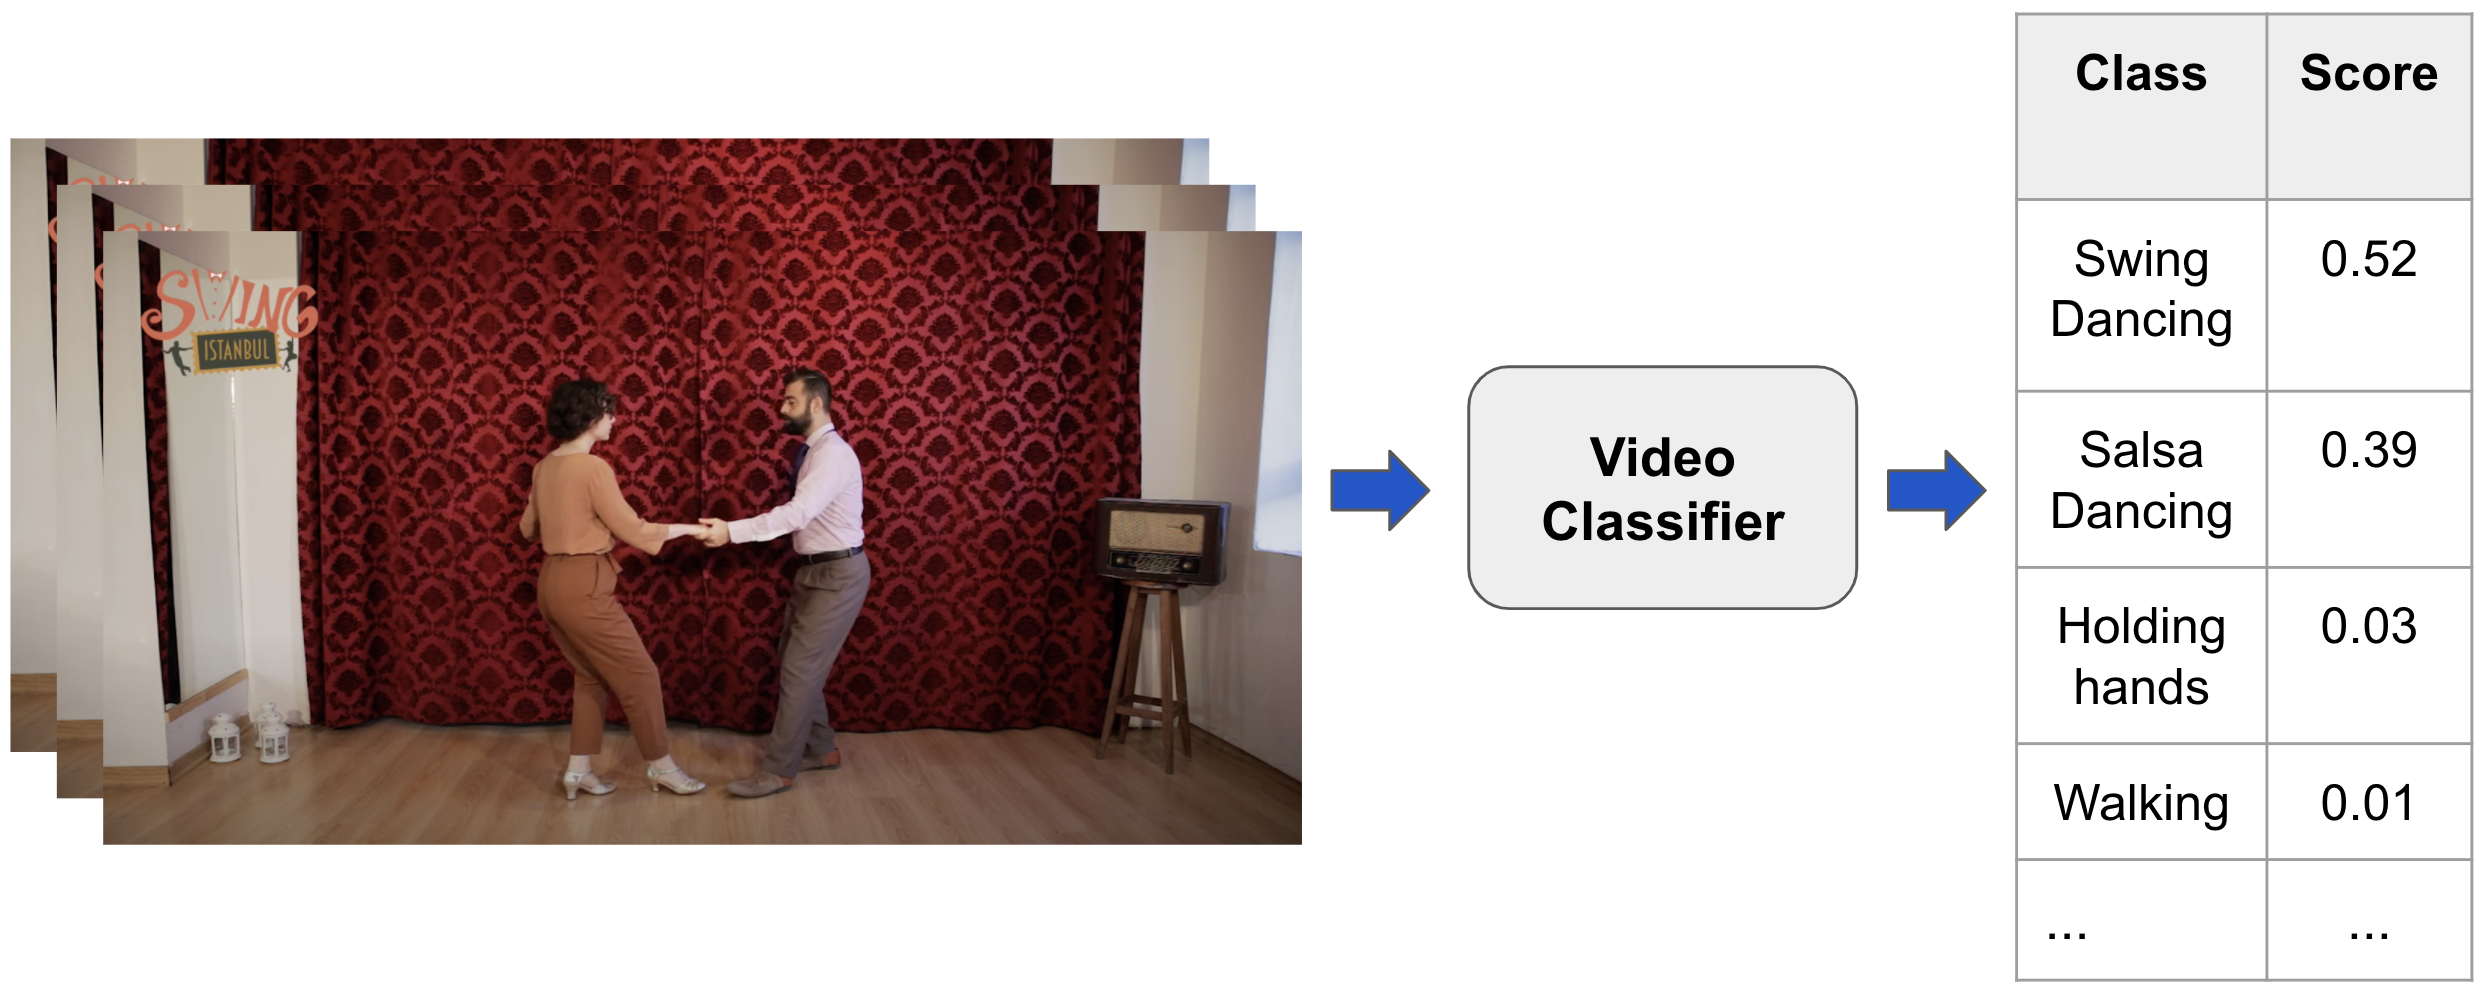 SWING
ISTANBUL
Video
Classifier
Class Score
Swing
Dancing
0.52
Salsa
Dancing
0.39
Holding
hands
0.03
Walking 0.01
... ...